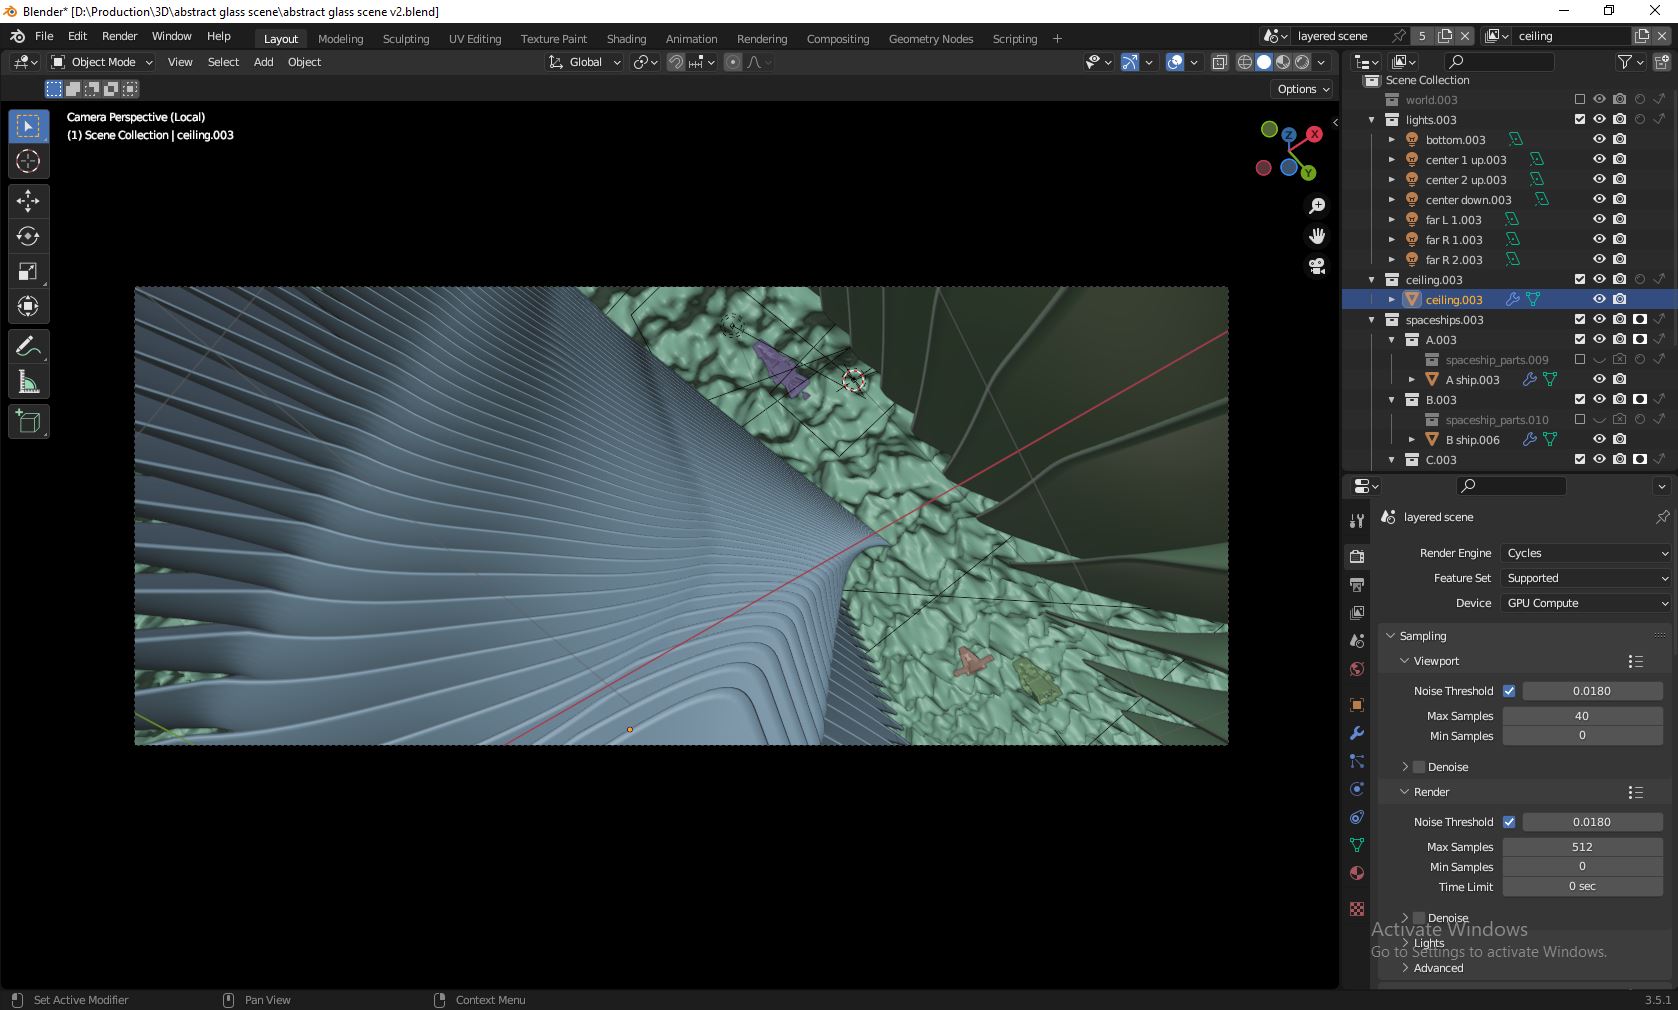 Blender* [D:\Production\3D\abstract glass scene\abstract glass scene v2.blend]
File Edit Render Window Help Layout Modeling Sculpting UV Editing Texture Paint Shading Animation Rendering Compositing Geometry Nodes Scripting + layered scene 5 ceiling
Object Mode View Select Add Object Global
Options
Camera Perspective (Local)
(1) Scene Collection | ceiling.003
X
Z
Y
Scene Collection
world.003
lights.003
bottom.003
center 1 up.003
center 2 up.003
center down.003
far L 1.003
far R 1.003
far R 2.003
ceiling.003
ceiling.003
spaceships.003
A.003
spaceship_parts.009
A ship.003
B.003
spaceship_parts.010
B ship.006
C.003
layered scene
Render Engine Cycles
Feature Set Supported
Device GPU Compute
Sampling
Viewport
Noise Threshold 0.0180
Max Samples 40
Min Samples 0
Denoise
Render
Noise Threshold 0.0180
Max Samples 512
Min Samples 0
Time Limit 0 sec
Denoise
Activate Windows
Lights
Go to Settings to activate Windows.
Advanced
Set Active Modifier Pan View Context Menu 3.5.1